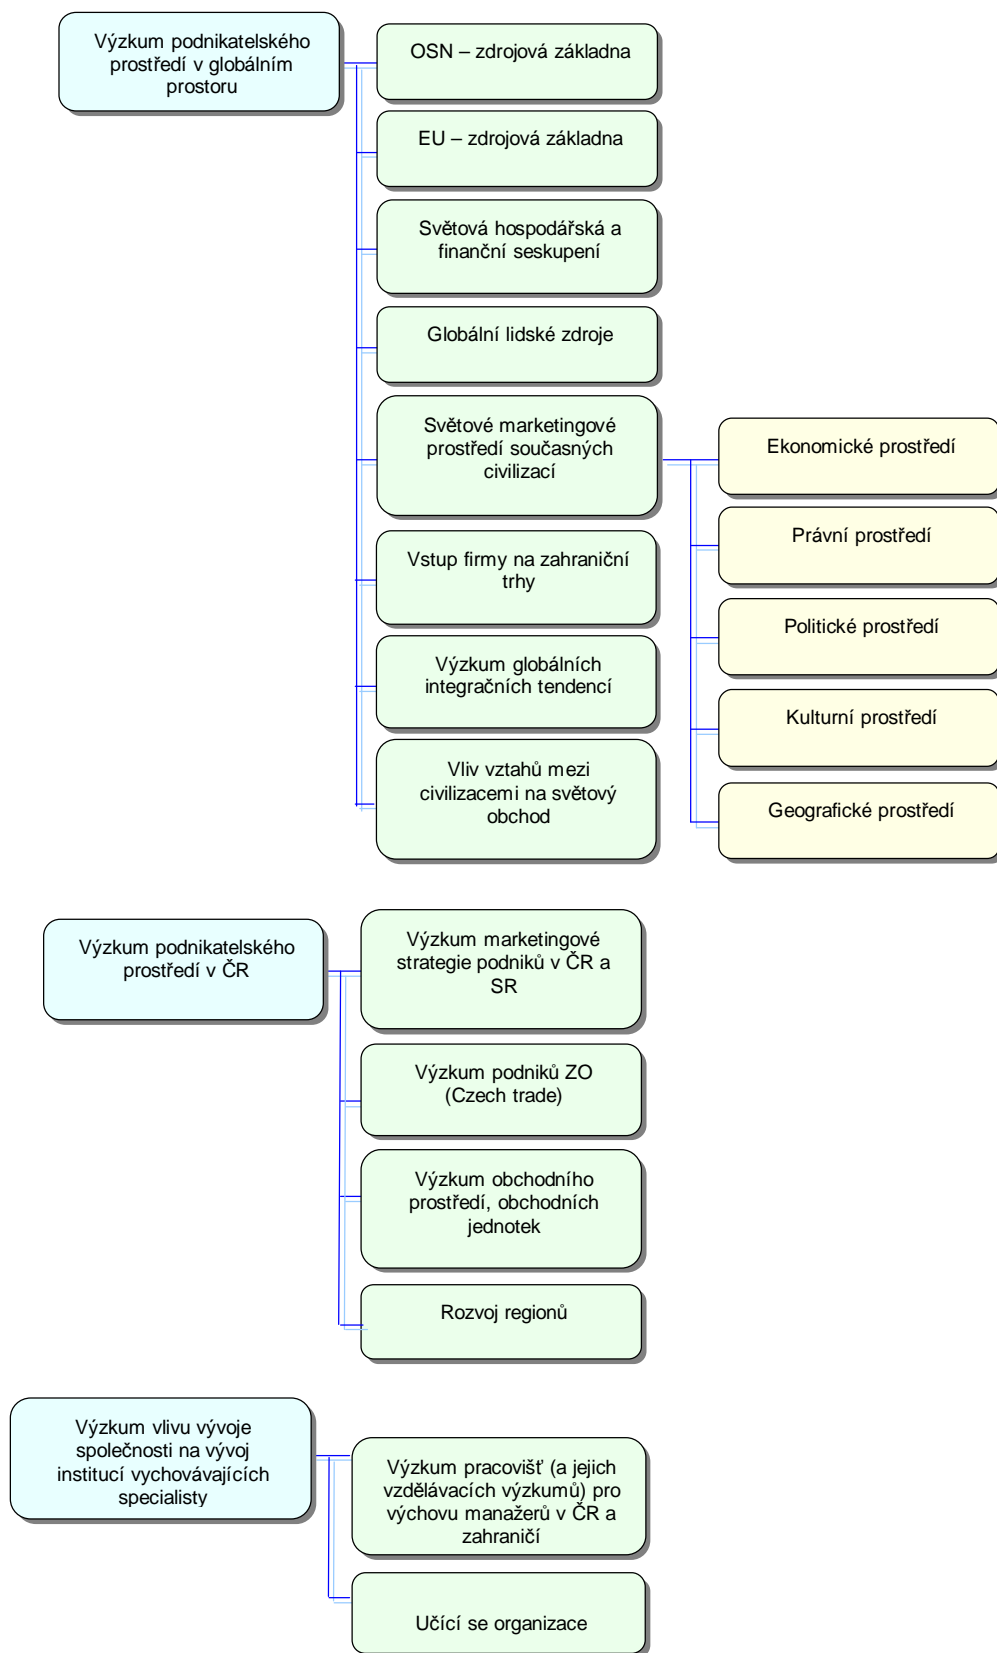 Výzkum podnikatelského
prostředí v globálním
prostoru
OSN – zdrojová základna
EU – zdrojová základna
Světová hospodářská a
finanční seskupení
Globální lidské zdroje
Světové marketingové
prostředí současných
civilizací
Ekonomické prostředí
Právní prostředí
Politické prostředí
Kulturní prostředí
Geografické prostředí
Vstup firmy na zahraniční
trhy
Výzkum globálních
integračních tendencí
Vliv vztahů mezi
civilizacemi na světový
obchod
Výzkum podnikatelského
prostředí v ČR
Výzkum marketingové
strategie podniků v ČR a
SR
Výzkum podniků ZO
(Czech trade)
Výzkum obchodního
prostředí, obchodních
jednotek
Rozvoj regionů
Výzkum vlivu vývoje
společnosti na vývoj
institucí vychovávajících
specialisty
Výzkum pracovišť (a jejich
vzdělávacích výzkumů) pro
výchovu manažerů v ČR a
zahraničí
Učící se organizace